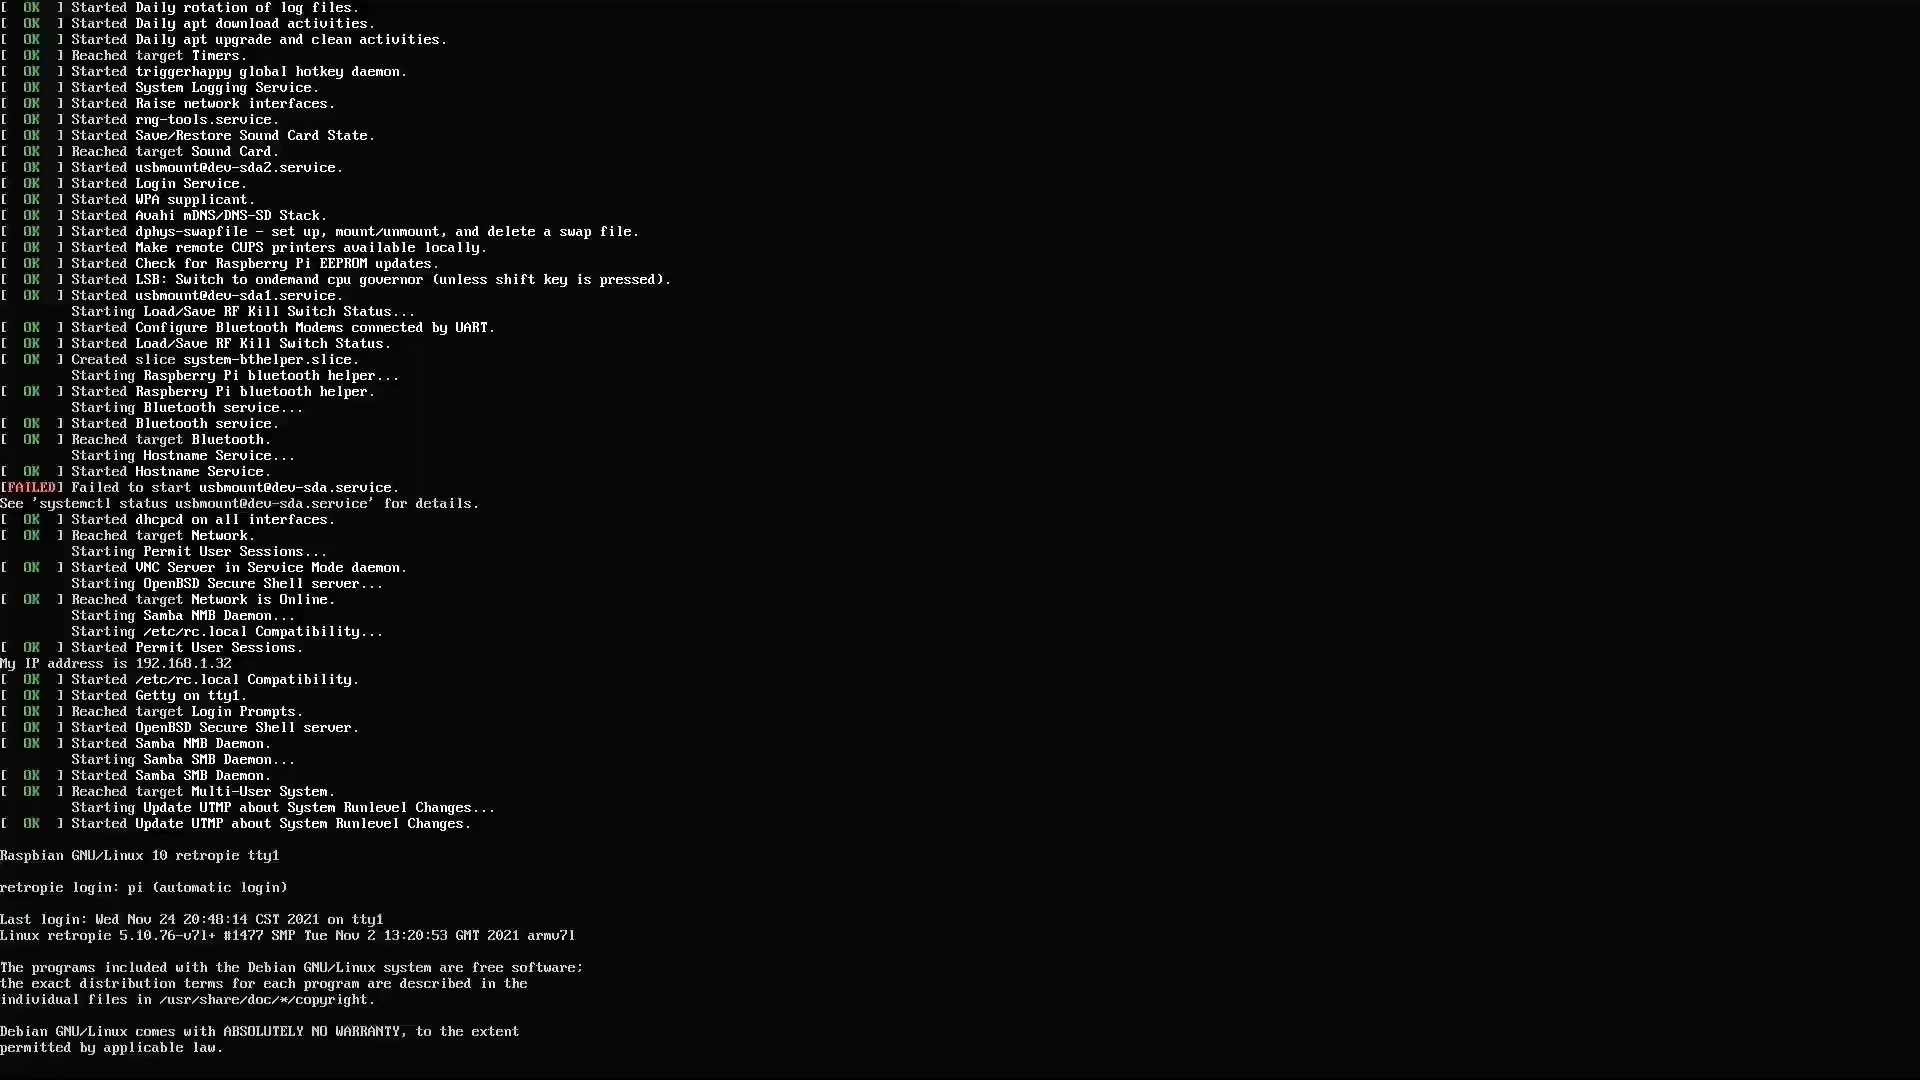 [  OK  ] Started Daily rotation of log files.
[  OK  ] Started Daily apt download activities.
[  OK  ] Started Daily apt upgrade and clean activities.
[  OK  ] Reached target Timers.
[  OK  ] Started triggerhappy global hotkey daemon.
[  OK  ] Started System Logging Service.
[  OK  ] Started Raise network interfaces.
[  OK  ] Started rng-tools.service.
[  OK  ] Started Save/Restore Sound Card State.
[  OK  ] Reached target Sound Card.
[  OK  ] Started usbmount@dev-sda2.service.
[  OK  ] Started Login Service.
[  OK  ] Started WPA supplicant.
[  OK  ] Started Avahi mDNS/DNS-SD Stack.
[  OK  ] Started dphys-swapfile - set up, mount/unmount, and delete a swap file.
[  OK  ] Started Make remote CUPS printers available locally.
[  OK  ] Started Check for Raspberry Pi EEPROM updates.
[  OK  ] Started LSB: Switch to ondemand cpu governor (unless shift key is pressed).
[  OK  ] Started usbmount@dev-sda1.service.
         Starting Load/Save RF Kill Switch Status...
[  OK  ] Started Configure Bluetooth Modems connected by UART.
[  OK  ] Started Load/Save RF Kill Switch Status.
[  OK  ] Created slice system-bthelper.slice.
         Starting Raspberry Pi bluetooth helper...
[  OK  ] Started Raspberry Pi bluetooth helper.
         Starting Bluetooth service...
[  OK  ] Started Bluetooth service.
[  OK  ] Reached target Bluetooth.
         Starting Hostname Service...
[  OK  ] Started Hostname Service.
[FAILED] Failed to start usbmount@dev-sda.service.
See 'systemctl status usbmount@dev-sda.service' for details.
[  OK  ] Started dhcpcd on all interfaces.
[  OK  ] Reached target Network.
         Starting Permit User Sessions...
[  OK  ] Started VNC Server in Service Mode daemon.
         Starting OpenBSD Secure Shell server...
[  OK  ] Reached target Network is Online.
         Starting Samba NMB Daemon...
         Starting /etc/rc.local Compatibility...
[  OK  ] Started Permit User Sessions.
My IP address is 192.168.1.32
[  OK  ] Started /etc/rc.local Compatibility.
[  OK  ] Started Getty on tty1.
[  OK  ] Reached target Login Prompts.
[  OK  ] Started OpenBSD Secure Shell server.
[  OK  ] Started Samba NMB Daemon.
         Starting Samba SMB Daemon...
[  OK  ] Started Samba SMB Daemon.
[  OK  ] Reached target Multi-User System.
         Starting Update UTMP about System Runlevel Changes...
[  OK  ] Started Update UTMP about System Runlevel Changes.
Raspbian GNU/Linux 10 retropie tty1
retropie login: pi (automatic login)
Last login: Wed Nov 24 20:48:14 CST 2021 on tty1
Linux retropie 5.10.76-v7l+ #1477 SMP Tue Nov 2 13:20:53 GMT 2021 armv7l
The programs included with the Debian GNU/Linux system are free software;
the exact distribution terms for each program are described in the
individual files in /usr/share/doc/*/copyright.
Debian GNU/Linux comes with ABSOLUTELY NO WARRANTY, to the extent
permitted by applicable law.